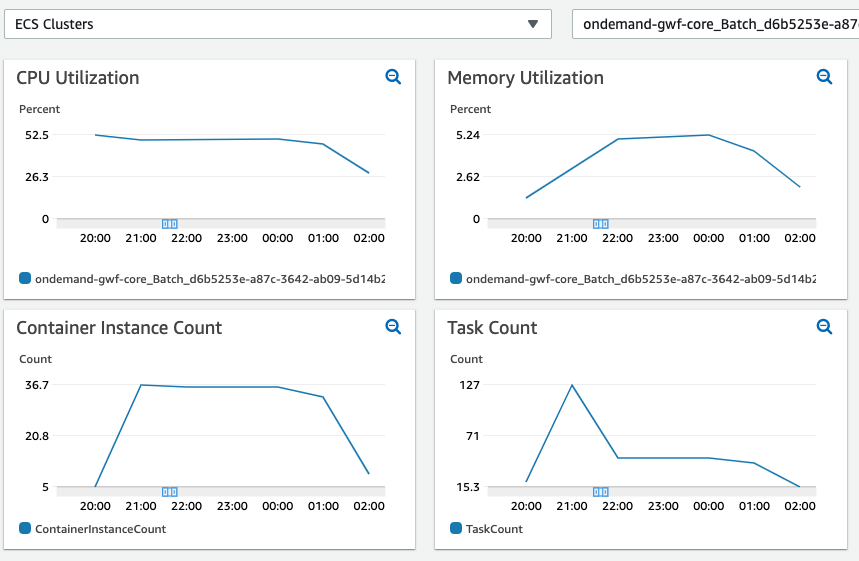 ECS Clusters
ondemand-gwf-core_Batch_d6b5253e-a87
CPU Utilization
Percent
52.5
26.3
0
20:00 21:00 22:00 23:00 00:00 01:00 02:00
ondemand-gwf-core_Batch_d6b5253e-a87c-3642-ab09-5d14b2
Memory Utilization
Percent
5.24
2.62
0
20:00 21:00 22:00 23:00 00:00 01:00 02:00
ondemand-gwf-core_Batch_d6b5253e-a87c-3642-ab09-5d14b2
Container Instance Count
Count
36.7
20.8
5
20:00 21:00 22:00 23:00 00:00 01:00 02:00
ContainerInstanceCount
Task Count
Count
127
71
15.3
20:00 21:00 22:00 23:00 00:00 01:00 02:00
TaskCount